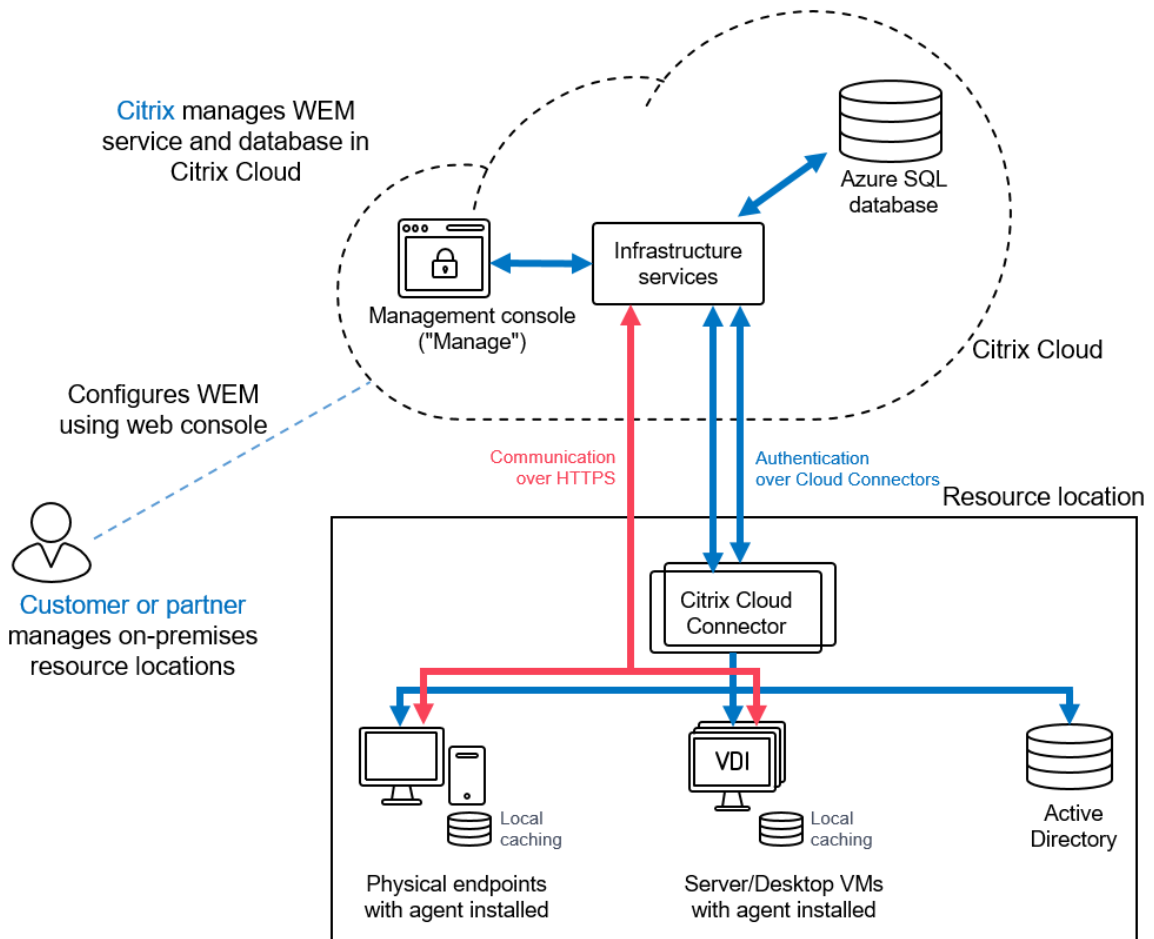 Citrix manages WEM
service and database in
Citrix Cloud
Azure SQL
database
Infrastructure
services
Management console
("Manage")
Citrix Cloud
Configures WEM
using web console
Communication
over HTTPS
Authentication
over Cloud Connectors
Resource location
Customer or partner
manages on-premises
resource locations
Citrix Cloud
Connector
VDI
Local
caching
Local
caching
Active
Directory
Physical endpoints
with agent installed
Server/Desktop VMs
with agent installed